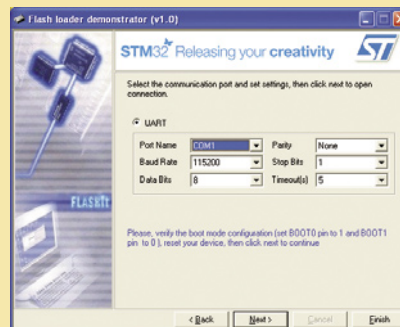 Flash loader demonstrator (v1.0)
STM32 Releasing your creativity
ST
Select the communication port and set settings, then click next to open
connection.
UART
Port Name COM1 Parity None
Baud Rate 115200 Stop Bits 1
Data Bits 8 Timeout(s) 5
FLASHIt
Please, verify the boot mode configuration (set BOOT0 pin to 1 and BOOT1
pin to 0 ), reset your device, then click next to continue
< Back Next > Cancel Finish